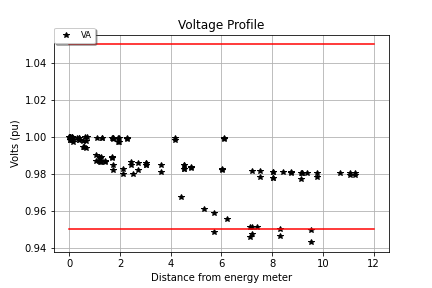 Voltage Profile
VA
1.04
1.02
1.00
0.98
0.96
0.94
Volts (pu)
0 2 4 6 8 10 12
Distance from energy meter